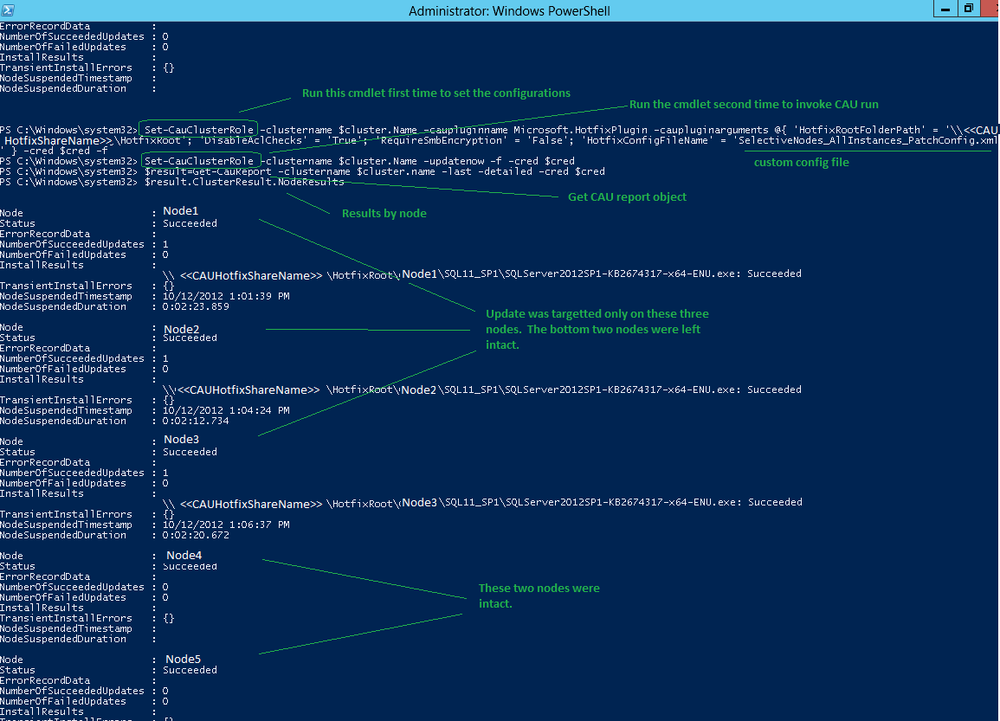 Administrator: Windows PowerShell
ErrorRecordData :
NumberOfSucceededUpdates : 0
NumberOfFailedUpdates : 0
InstallResults :
TransientInstallErrors : {}
NodeSuspendedTimestamp :
NodeSuspendedDuration :
Run this cmdlet first time to set the configurations
Run the cmdlet second time to invoke CAU run
PS C:\Windows\system32> Set-CauClusterRole -clustername $cluster.Name -caupluginname Microsoft.HotfixPlugin -caupluginarguments @{ 'HotfixRootFolderPath' = '\\<<CAU
HotfixShareName>>\HotfixRoot'; 'DisableAclChecks' = 'True'; 'RequireSmbEncryption' = 'False'; 'HotfixConfigFileName' = 'SelectiveNodes_AllInstances_PatchConfig.xml
' } -cred $cred -f
PS C:\Windows\system32> Set-CauClusterRole -clustername $cluster.Name -updatenow -f -cred $cred
custom config file
PS C:\Windows\system32> $result=Get-CauReport -clustername $cluster.name -last -detailed -cred $cred
PS C:\Windows\system32> $result.ClusterResult.NodeResults
Get CAU report object
Results by node
Node : Node1
Status : Succeeded
ErrorRecordData :
NumberOfSucceededUpdates : 1
NumberOfFailedUpdates : 0
InstallResults :
\\ <<CAUHotfixShareName>> \HotfixRoot\Node1\SQL11_SP1\SQLServer2012SP1-KB2674317-x64-ENU.exe: Succeeded
TransientInstallErrors : {}
NodeSuspendedTimestamp : 10/12/2012 1:01:39 PM
NodeSuspendedDuration : 0:02:23.859
Update was targetted only on these three
nodes. The bottom two nodes were left
intact.
Node : Node2
Status : Succeeded
ErrorRecordData :
NumberOfSucceededUpdates : 1
NumberOfFailedUpdates : 0
InstallResults :
\\<<CAUHotfixShareName>> \HotfixRoot\Node2\SQL11_SP1\SQLServer2012SP1-KB2674317-x64-ENU.exe: Succeeded
TransientInstallErrors : {}
NodeSuspendedTimestamp : 10/12/2012 1:04:24 PM
NodeSuspendedDuration : 0:02:12.734
Node : Node3
Status : Succeeded
ErrorRecordData :
NumberOfSucceededUpdates : 1
NumberOfFailedUpdates : 0
InstallResults :
\\ <<CAUHotfixShareName>> \HotfixRoot\Node3\SQL11_SP1\SQLServer2012SP1-KB2674317-x64-ENU.exe: Succeeded
TransientInstallErrors : {}
NodeSuspendedTimestamp : 10/12/2012 1:06:37 PM
NodeSuspendedDuration : 0:02:20.672
Node : Node4
Status : Succeeded
ErrorRecordData :
NumberOfSucceededUpdates : 0
NumberOfFailedUpdates : 0
InstallResults :
TransientInstallErrors : {}
NodeSuspendedTimestamp :
NodeSuspendedDuration :
These two nodes were
intact.
Node : Node5
Status : Succeeded
ErrorRecordData :
NumberOfSucceededUpdates : 0
NumberOfFailedUpdates : 0
InstallResults :
TransientInstallErrors : {}